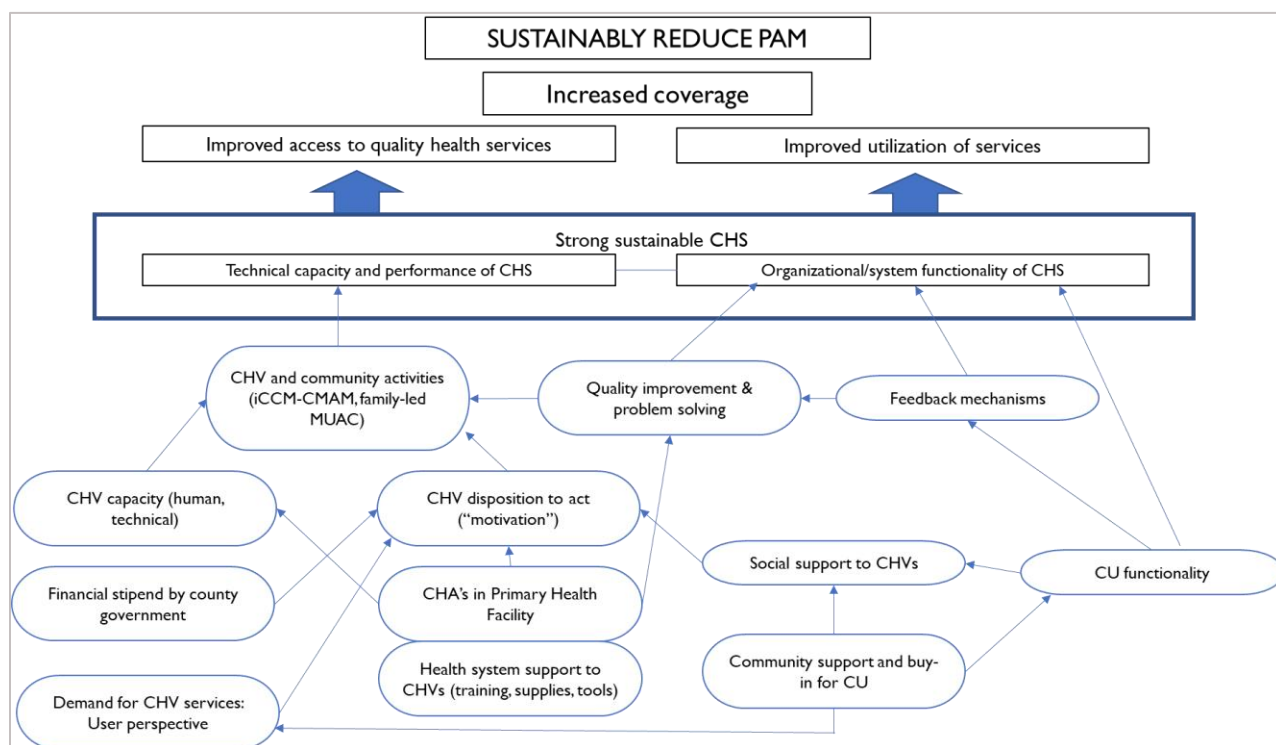 SUSTAINABLY REDUCE PAM
Increased coverage
Improved access to quality health services
Improved utilization of services
Strong sustainable CHS
Technical capacity and performance of CHS
Organizational/system functionality of CHS
CHV and community activities
(iCCM-CMAM, family-led
MUAC)
Quality improvement &
problem solving
Feedback mechanisms
CHV capacity (human,
technical)
CHV disposition to act
(“motivation”)
Social support to CHVs
CU functionality
Financial stipend by county
government
CHA's in Primary Health
Facility
Health system support to
CHVs (training, supplies, tools)
Community support and buy-
in for CU
Demand for CHV services:
User perspective